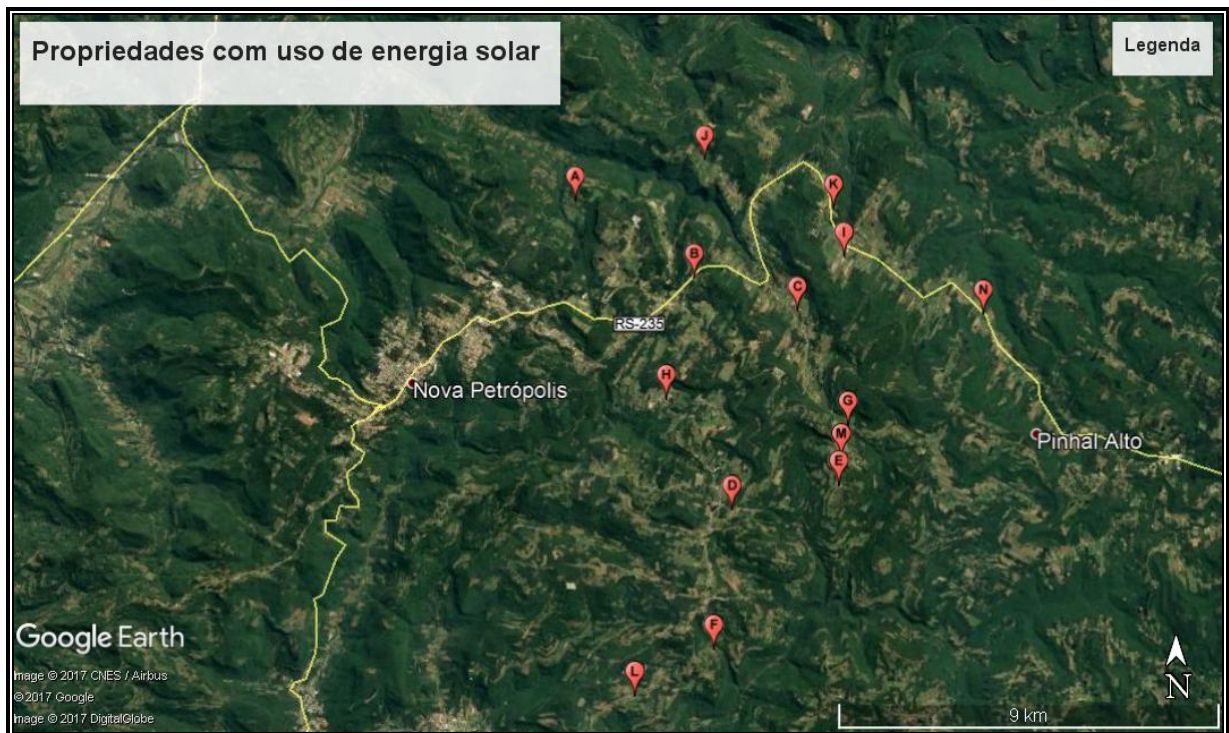 Propriedades com uso de energia solar
Legenda
J
A
K
I
B
C
N
RS-235
H
Nova Petrópolis
G
M
Pinhal Alto
E
D
F
L
Google Earth
Image © 2017 CNES / Airbus
© 2017 Google
Image © 2017 DigitalGlobe
N
9 km